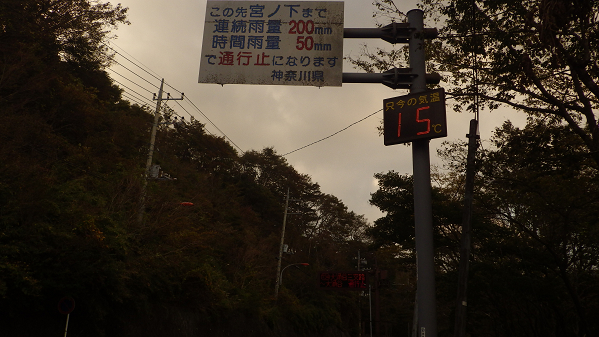 この先宮ノ下まで
連続雨量 200mm
時間雨量 50mm
で通行止になります
神奈川県
只今の気温
15℃